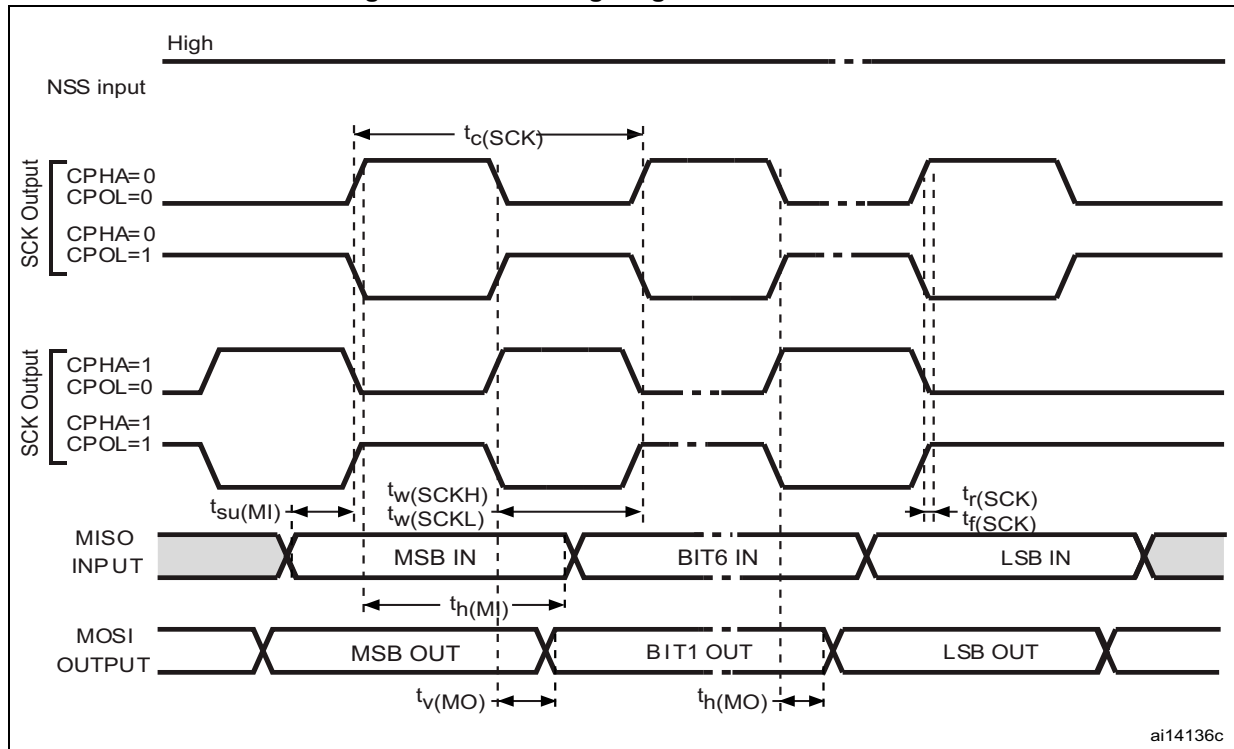 High
NSS input
tc(SCK)
SCK Output
CPHA=0
CPOL=0
CPHA=0
CPOL=1
SCK Output
CPHA=1
CPOL=0
CPHA=1
CPOL=1
tsu(MI)
tw(SCKH)
tw(SCKL)
tr(SCK)
tf(SCK)
MISO
INPUT
MSB IN
BIT6 IN
LSB IN
th(MI)
MOSI
OUTPUT
MSB OUT
BIT1 OUT
LSB OUT
tv(MO)
th(MO)
ai14136c